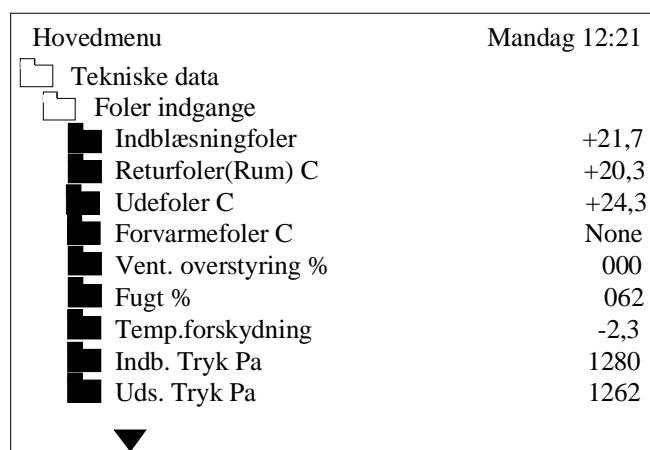 Hovedmenu Mandag 12:21
Tekniske data
Foler indgange
Indblæsningfoler +21,7
Returfoler(Rum) C +20,3
Udefoler C +24,3
Forvarmefoler C None
Vent. overstyring % 000
Fugt % 062
Temp.forskydning -2,3
Indb. Tryk Pa 1280
Uds. Tryk Pa 1262